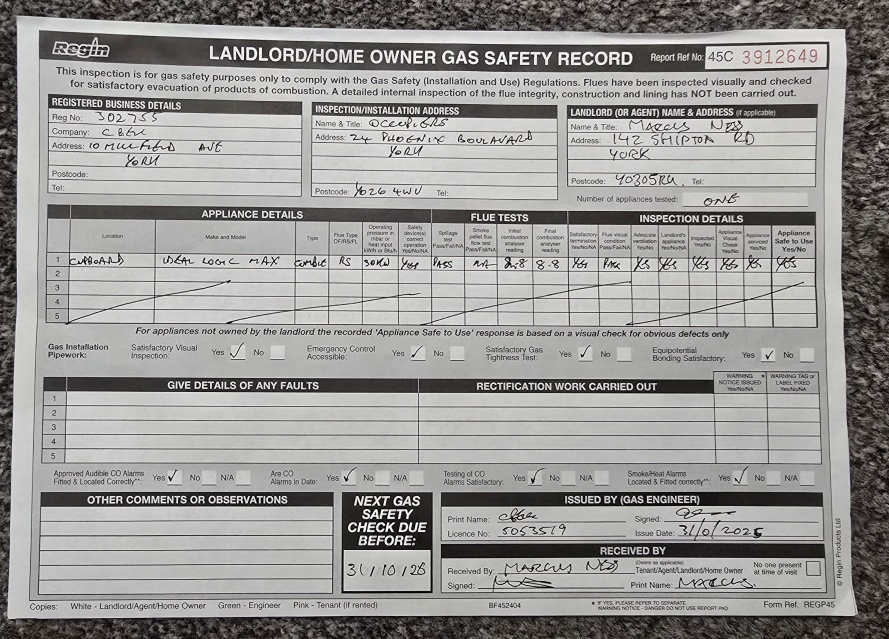 Regin LANDLORD/HOME OWNER GAS SAFETY RECORD Report Ref No: 45C 3912649
This inspection is for gas safety purposes only to comply with the Gas Safety (Installation and Use) Regulations. Flues have been inspected visually and checked
for satisfactory evacuation of products of combustion. A detailed internal inspection of the flue integrity, construction and lining has NOT been carried out.
REGISTERED BUSINESS DETAILS
Reg No: 302755
Company:
Address: 10 AVE
YORK
Postcode:
Tel:
INSPECTION/INSTALLATION ADDRESS
Name & Title: OCCUPIERS
Address: 24 PHOENIX BOULAVARD
YORK
Postcode: YO26 4WU Tel:
LANDLORD (OR AGENT) NAME & ADDRESS (if applicable)
Name & Title: MARCUS
Address: 142 SHIPTON RD
YORK
Postcode: YO305RU Tel:
Number of appliances tested: ONE
APPLIANCE DETAILS FLUE TESTS INSPECTION DETAILS
Location
Make and Model
Type
Flue Type OF/RS/FL
Operating pressure in mbar or heat input kW/h or Btu/h
Safety device(s) correct operation Yes/No/NA
Spillage test Pass/Fail/NA
Smoke pellet flue flow test Pass/Fail/NA
Initial combustion analyser reading
Final combustion analyser reading
Satisfactory termination Yes/No/NA
Flue visual condition Pass/Fail/NA
Adequate ventilation Yes/No
Landlord's appliance Yes/No/NA
Inspected Yes/No
Appliance Visual Check Yes/No
Appliance serviced Yes/No
Appliance Safe to Use Yes/No
1 CUPBOARD IDEAL LOGIC MAX COMBIE RS 30KW YES PASS NA 8.8 8.8 YES PASS YES YES YES YES YES YES
2
3
4
5
For appliances not owned by the landlord the recorded 'Appliance Safe to Use' response is based on a visual check for obvious defects only
Gas Installation Pipework: Satisfactory Visual Inspection: Yes ✓ No Emergency Control Accessible: Yes ✓ No Satisfactory Gas Tightness Test: Yes ✓ No Equipotential Bonding Satisfactory: Yes ✓ No
GIVE DETAILS OF ANY FAULTS RECTIFICATION WORK CARRIED OUT WARNING * NOTICE ISSUED Yes/No/NA WARNING TAG or LABEL FIXED Yes/No/NA
1
2
3
4
5
Approved Audible CO Alarms Fitted & Located Correctly**: Yes ✓ No N/A Are CO Alarms in Date: Yes ✓ No N/A Testing of CO Alarms Satisfactory: Yes ✓ No N/A Smoke/Heat Alarms Located & Fitted correctly**: Yes ✓ No N/A
OTHER COMMENTS OR OBSERVATIONS
NEXT GAS
SAFETY
CHECK DUE
BEFORE:
31/10/26
ISSUED BY (GAS ENGINEER)
Print Name: Signed:
Licence No: 5053519 Issue Date: 31/0/2025
RECEIVED BY
Received By: MARCUS (Delete as applicable) Tenant/Agent/Landlord/Home Owner No one present at time of visit
Signed: Print Name: MARCUS.
Copies: White - Landlord/Agent/Home Owner Green - Engineer Pink - Tenant (if rented) BF452404 * IF YES, PLEASE REFER TO SEPARATE WARNING NOTICE - DANGER DO NOT USE REPORT PAD Form Ref. REGP45
© Regin Products Ltd